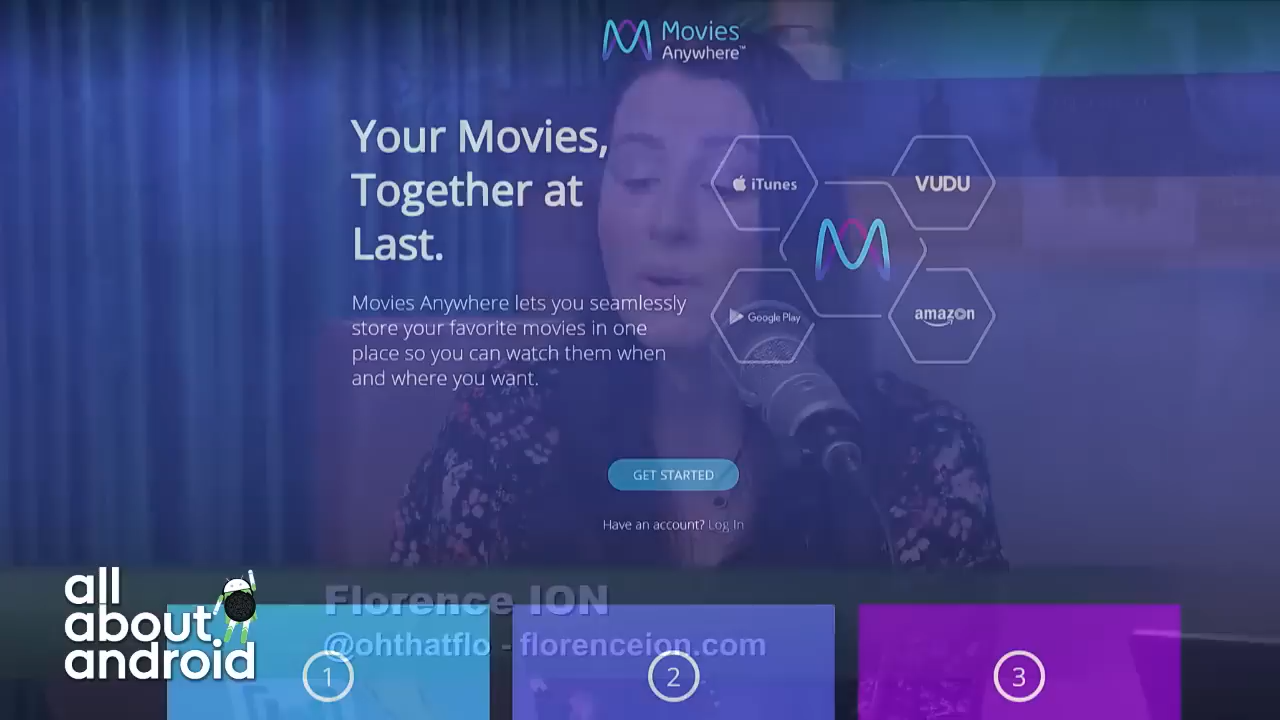 Movies
Anywhere™
Your Movies,
Together at
Last.
Movies Anywhere lets you seamlessly
store your favorite movies in one
place so you can watch them when
and where you want.
iTunes
VUDU
Google Play
amazon
GET STARTED
Have an account? Log In
all
about
android
Florence ION
@ohthatflo - florenceion.com
1
2
3